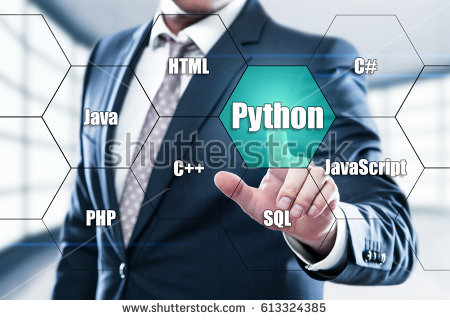 HTML
C#
Java
Python
C++
JavaScript
PHP
SQL
shutterstock
www.shutterstock.com · 613324385